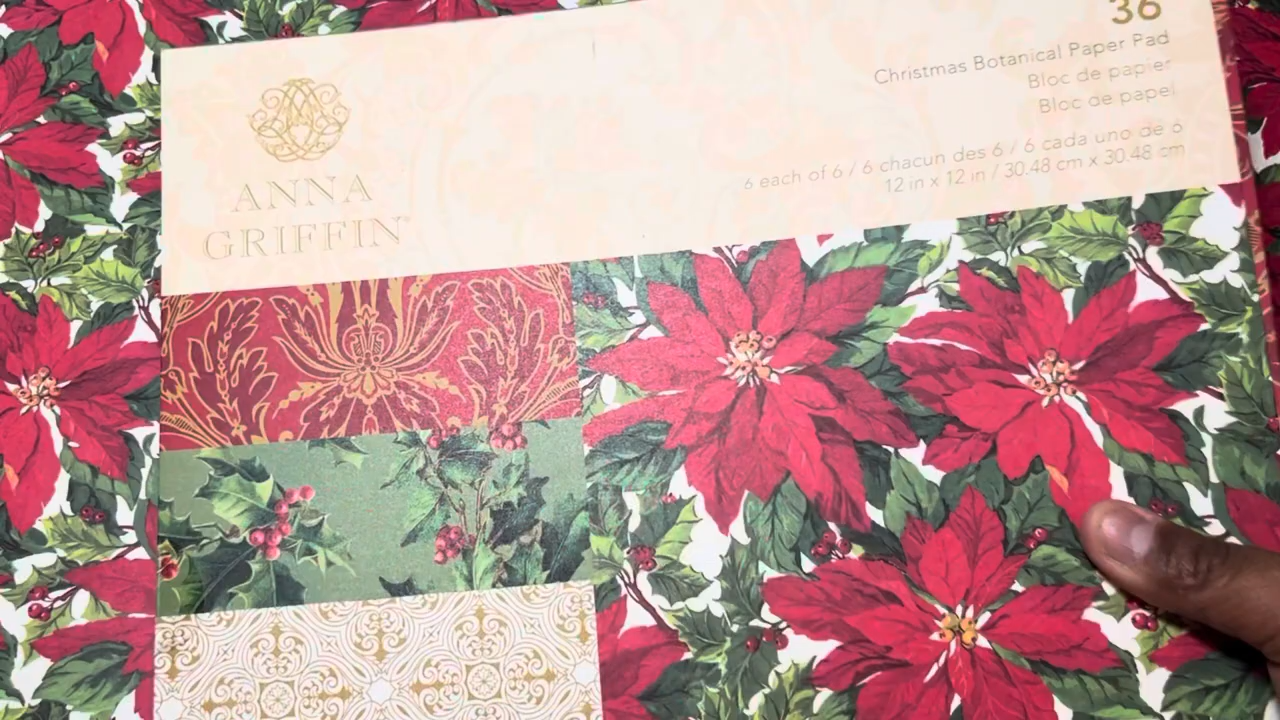 ANNA
GRIFFIN
36
Christmas Botanical Paper Pad
Bloc de papier
Bloc de papel
6 each of 6 / 6 chacun des 6 / 6 cada uno de 6
12 in x 12 in / 30.48 cm x 30.48 cm